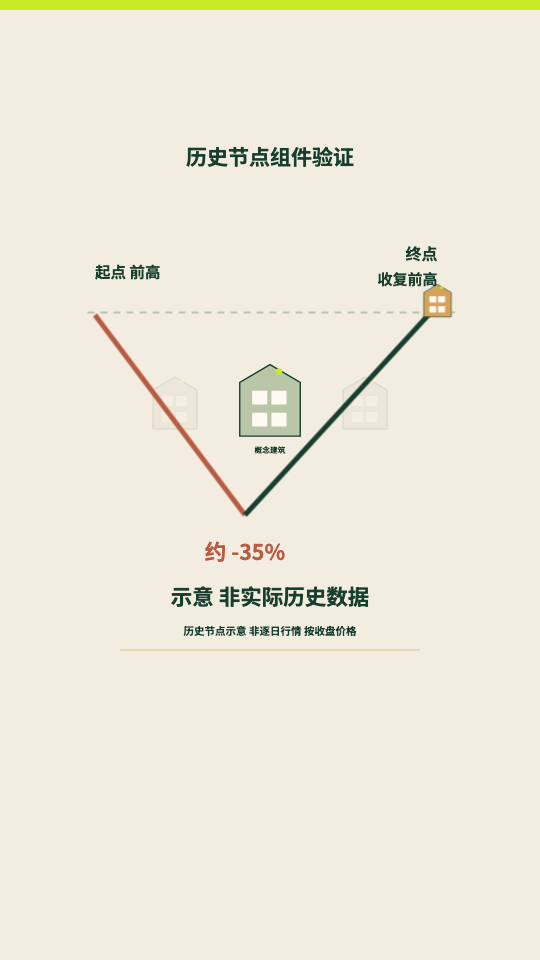 历史节点组件验证
终点
起点 前高
收复前高
概念建筑
约 -35%
示意 非实际历史数据
历史节点示意 非逐日行情 按收盘价格